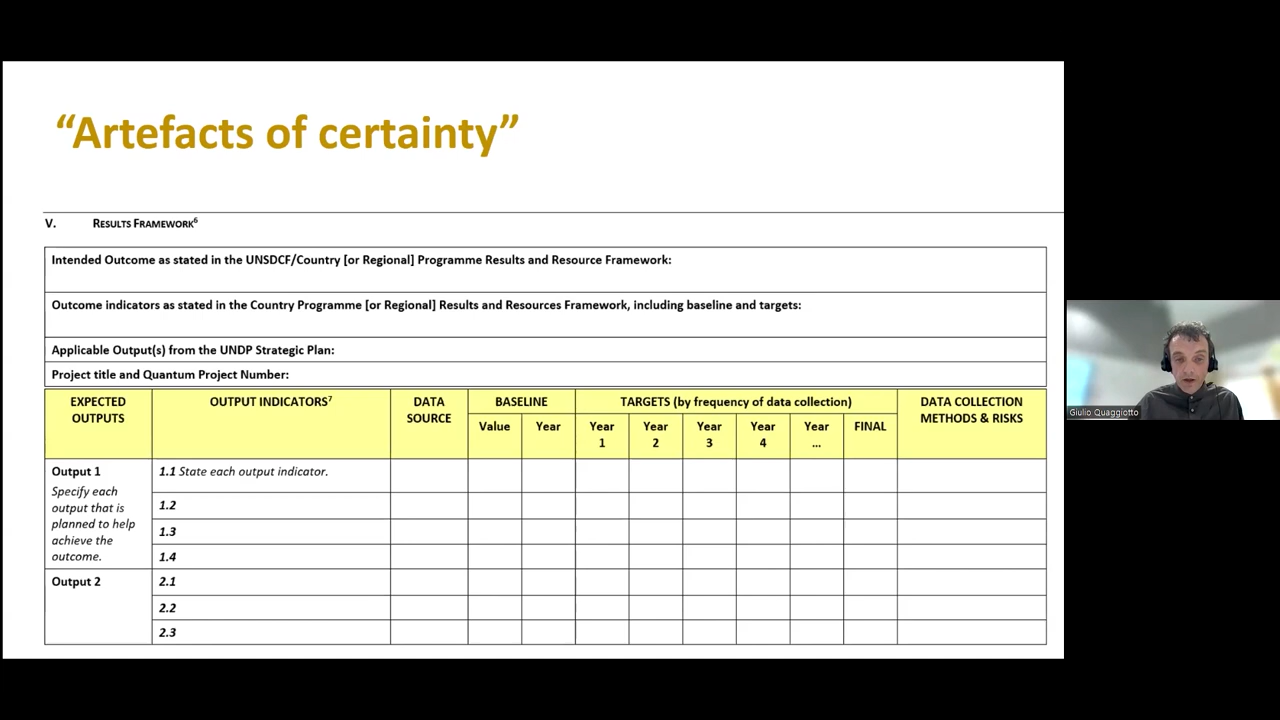 “Artefacts of certainty”
V. RESULTS FRAMEWORK⁶
Intended Outcome as stated in the UNSDCF/Country [or Regional] Programme Results and Resource Framework:
Outcome indicators as stated in the Country Programme [or Regional] Results and Resources Framework, including baseline and targets:
Applicable Output(s) from the UNDP Strategic Plan:
Project title and Quantum Project Number:
EXPECTED
OUTPUTS
OUTPUT INDICATORS⁷
DATA
SOURCE
BASELINE
Value
Year
TARGETS (by frequency of data collection)
Year
1
Year
2
Year
3
Year
4
Year
...
FINAL
DATA COLLECTION
METHODS & RISKS
Output 1
Specify each
output that is
planned to help
achieve the
outcome.
1.1 State each output indicator.
1.2
1.3
1.4
Output 2
2.1
2.2
2.3
Giulio Quaggiotto